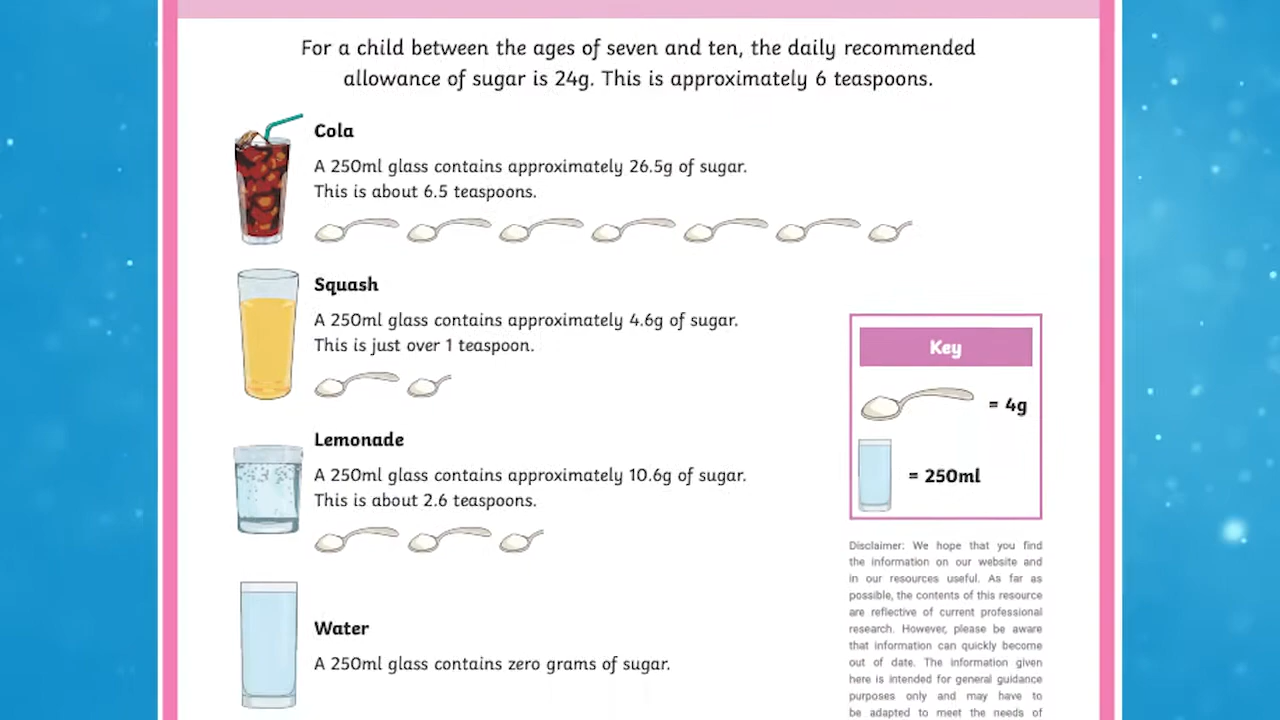 For a child between the ages of seven and ten, the daily recommended
allowance of sugar is 24g. This is approximately 6 teaspoons.
Cola
A 250ml glass contains approximately 26.5g of sugar.
This is about 6.5 teaspoons.
Squash
A 250ml glass contains approximately 4.6g of sugar.
This is just over 1 teaspoon.
Lemonade
A 250ml glass contains approximately 10.6g of sugar.
This is about 2.6 teaspoons.
Water
A 250ml glass contains zero grams of sugar.
Key
= 4g
= 250ml
Disclaimer: We hope that you find
the information on our website and
in our resources useful. As far as
possible, the contents of this resource
are reflective of current professional
research. However, please be aware
that information can quickly become
out of date. The information given
here is intended for general guidance
purposes only and may have to
be adapted to meet the needs of